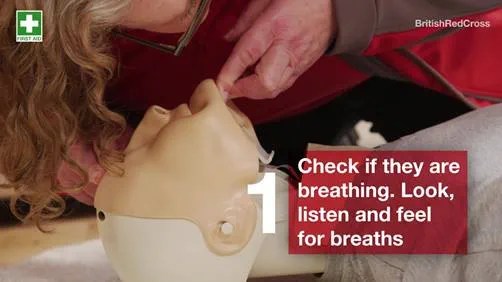 FIRST AID
BritishRedCross
1
Check if they are
breathing. Look,
listen and feel
for breaths